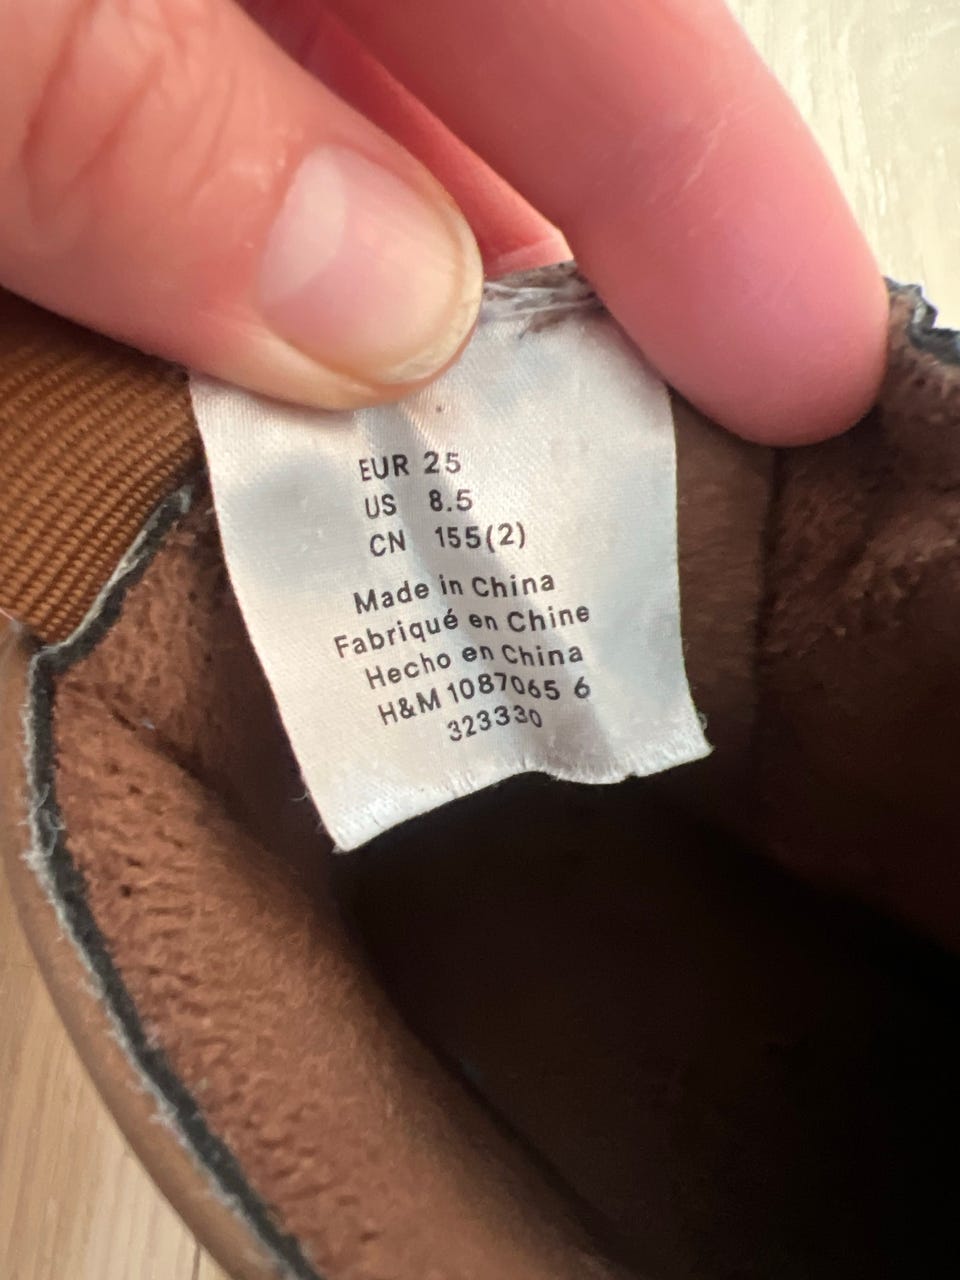 EUR 25
US 8.5
CN 155(2)
Made in China
Fabriqué en Chine
Hecho en China
H&M 1087065 6
323330